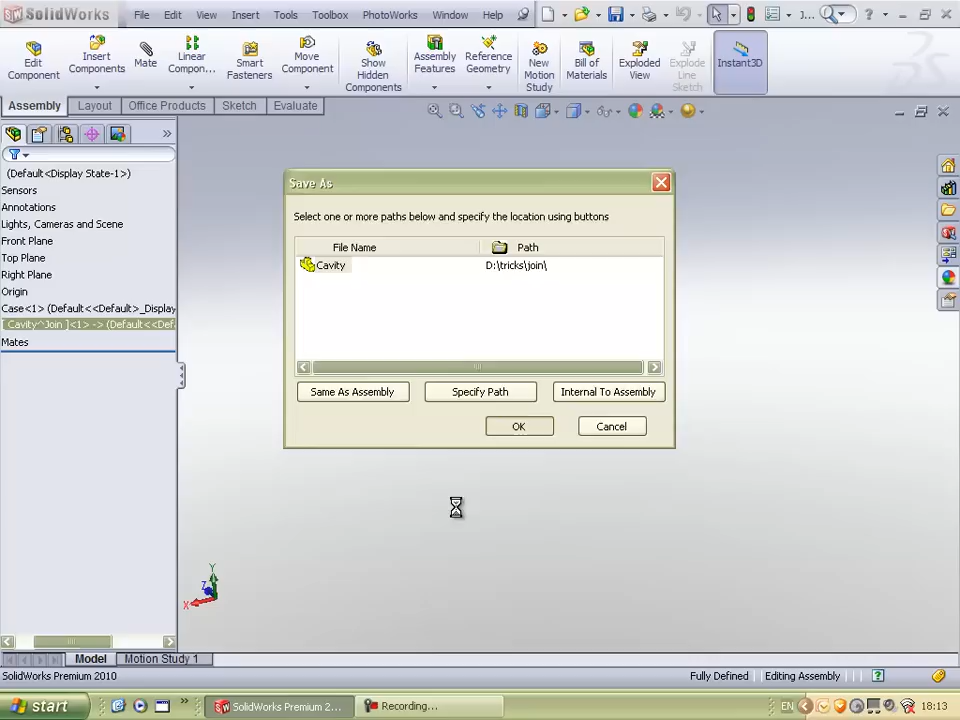 SolidWorks File Edit View Insert Tools Toolbox PhotoWorks Window Help J...
Edit Component
Insert Components
Mate
Linear Compon...
Smart Fasteners
Move Component
Show Hidden Components
Assembly Features
Reference Geometry
New Motion Study
Bill of Materials
Exploded View
Explode Line Sketch
Instant3D
Assembly Layout Office Products Sketch Evaluate
(Default<Display State-1>)
Sensors
Annotations
Lights, Cameras and Scene
Front Plane
Top Plane
Right Plane
Origin
Case<1> (Default<<Default>_Display
[ Cavity^Join ]<1> -> (Default<<Def
Mates
Save As
Select one or more paths below and specify the location using buttons
File Name Path
Cavity D:\tricks\join\
Same As Assembly Specify Path Internal To Assembly
OK Cancel
Y
Z
X
Model Motion Study 1
SolidWorks Premium 2010 Fully Defined Editing Assembly
start SolidWorks Premium 2... Recording... EN 18:13